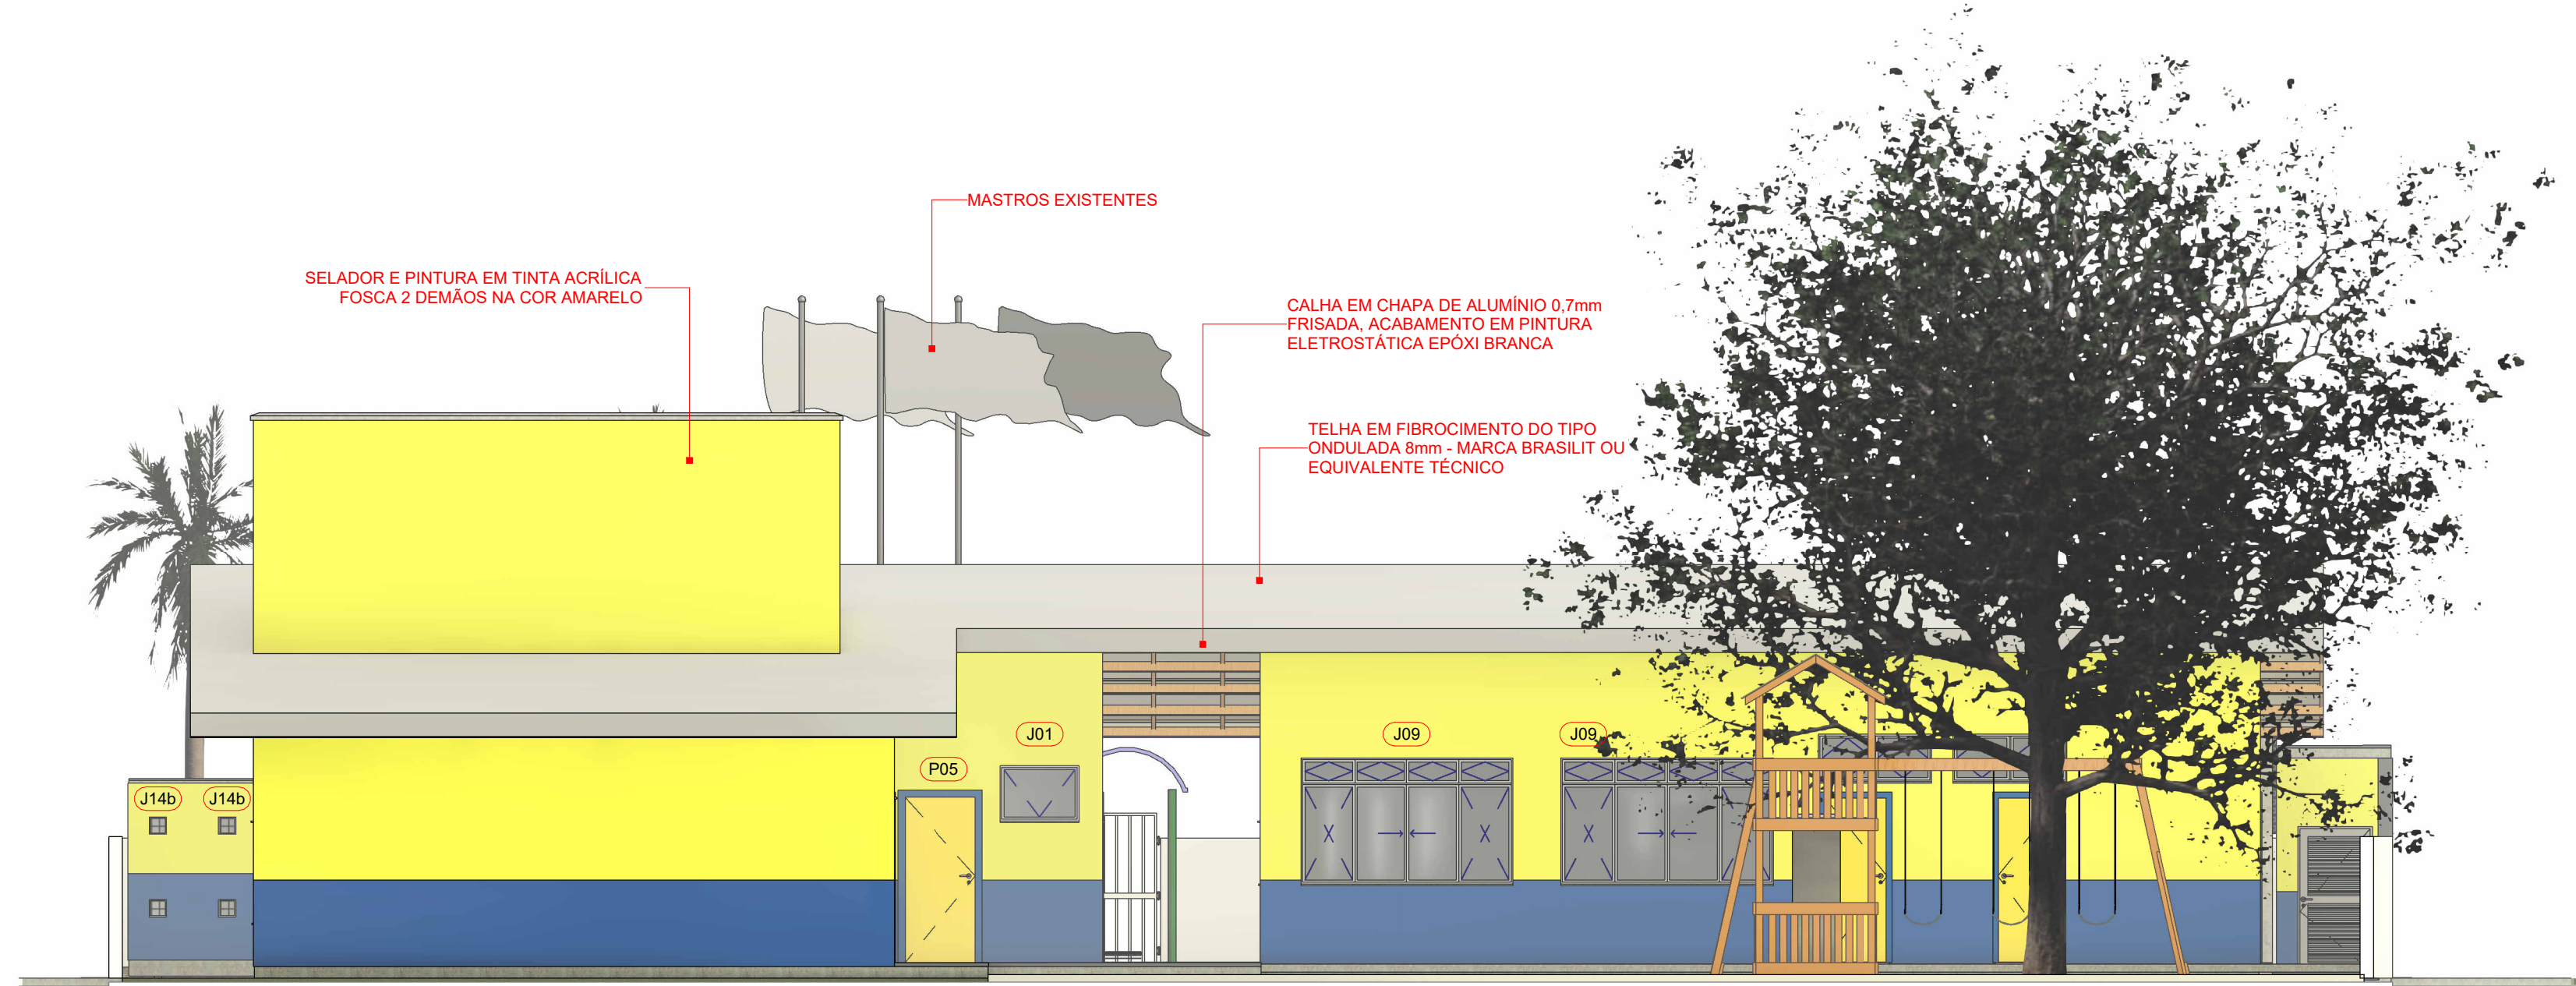 MASTROS EXISTENTES
SELADOR E PINTURA EM TINTA ACRÍLICA
FOSCA 2 DEMÃOS NA COR AMARELO
CALHA EM CHAPA DE ALUMÍNIO 0,7mm
FRISADA, ACABAMENTO EM PINTURA
ELETROSTÁTICA EPÓXI BRANCA
TELHA EM FIBROCIMENTO DO TIPO
ONDULADA 8mm - MARCA BRASILIT OU
EQUIVALENTE TÉCNICO
J14b
J14b
P05
J01
J09
J09
X
X
X